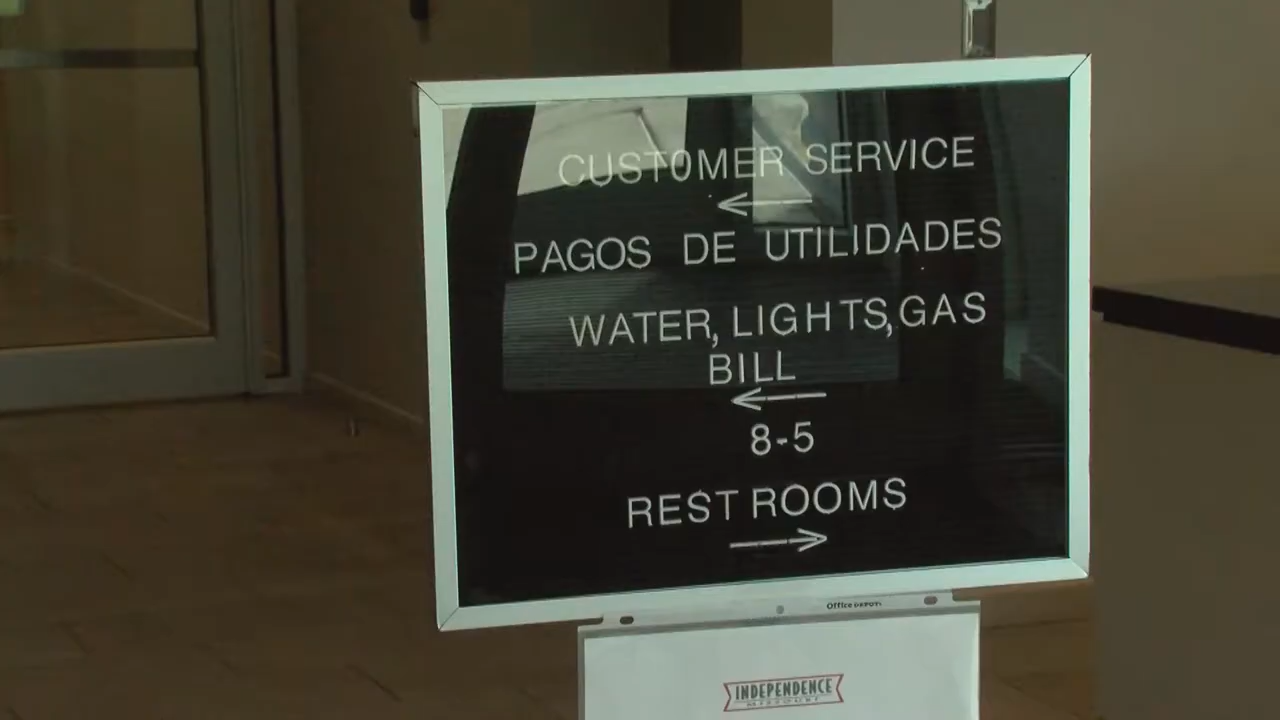 CUSTOMER SERVICE
←
PAGOS DE UTILIDADES
WATER, LIGHTS, GAS
BILL
←
8-5
REST ROOMS
→
Office DEPOT
INDEPENDENCE
MISSOURI